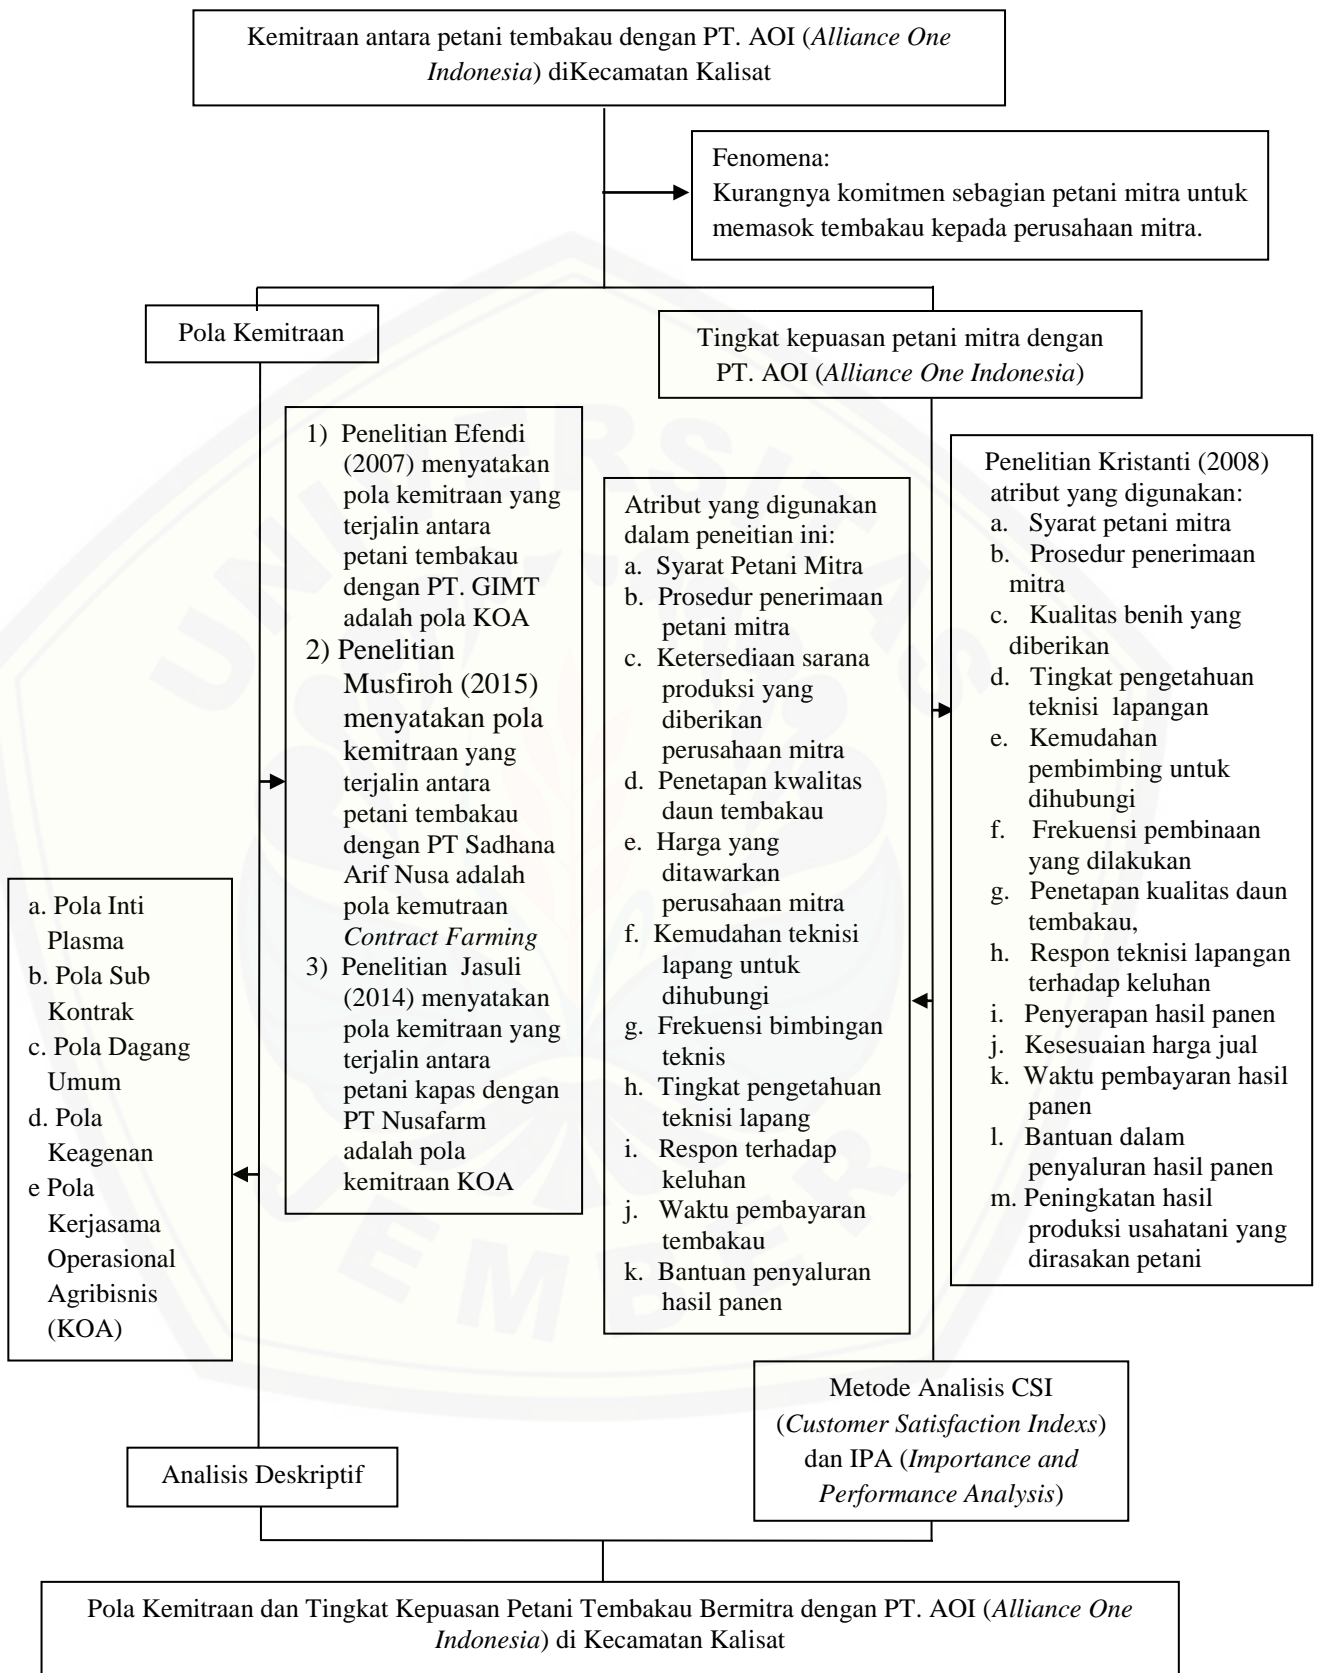 Kemitraan antara petani tembakau dengan PT. AOI (Alliance One
Indonesia) diKecamatan Kalisat
Fenomena:
Kurangnya komitmen sebagian petani mitra untuk
memasok tembakau kepada perusahaan mitra.
Pola Kemitraan
Tingkat kepuasan petani mitra dengan
PT. AOI (Alliance One Indonesia)
1) Penelitian Efendi
(2007) menyatakan
pola kemitraan yang
terjalin antara
petani tembakau
dengan PT. GIMT
adalah pola KOA
2) Penelitian
Musfiroh (2015)
menyatakan pola
kemitraan yang
terjalin antara
petani tembakau
dengan PT Sadhana
Arif Nusa adalah
pola kemutraan
Contract Farming
3) Penelitian Jasuli
(2014) menyatakan
pola kemitraan yang
terjalin antara
petani kapas dengan
PT Nusafarm
adalah pola
kemitraan KOA
a. Pola Inti
Plasma
b. Pola Sub
Kontrak
c. Pola Dagang
Umum
d. Pola
Keagenan
e Pola
Kerjasama
Operasional
Agribisnis
(KOA)
Atribut yang digunakan
dalam peneitian ini:
a. Syarat Petani Mitra
b. Prosedur penerimaan
petani mitra
c. Ketersediaan sarana
produksi yang
diberikan
perusahaan mitra
d. Penetapan kwalitas
daun tembakau
e. Harga yang
ditawarkan
perusahaan mitra
f. Kemudahan teknisi
lapang untuk
dihubungi
g. Frekuensi bimbingan
teknis
h. Tingkat pengetahuan
teknisi lapang
i. Respon terhadap
keluhan
j. Waktu pembayaran
tembakau
k. Bantuan penyaluran
hasil panen
Penelitian Kristanti (2008)
atribut yang digunakan:
a. Syarat petani mitra
b. Prosedur penerimaan
mitra
c. Kualitas benih yang
diberikan
d. Tingkat pengetahuan
teknisi lapangan
e. Kemudahan
pembimbing untuk
dihubungi
f. Frekuensi pembinaan
yang dilakukan
g. Penetapan kualitas daun
tembakau,
h. Respon teknisi lapangan
terhadap keluhan
i. Penyerapan hasil panen
j. Kesesuaian harga jual
k. Waktu pembayaran hasil
panen
l. Bantuan dalam
penyaluran hasil panen
m. Peningkatan hasil
produksi usahatani yang
dirasakan petani
Analisis Deskriptif
Metode Analisis CSI
(Customer Satisfaction Indexs)
dan IPA (Importance and
Performance Analysis)
Pola Kemitraan dan Tingkat Kepuasan Petani Tembakau Bermitra dengan PT. AOI (Alliance One
Indonesia) di Kecamatan Kalisat
UNIVERSITAS
JEMBER